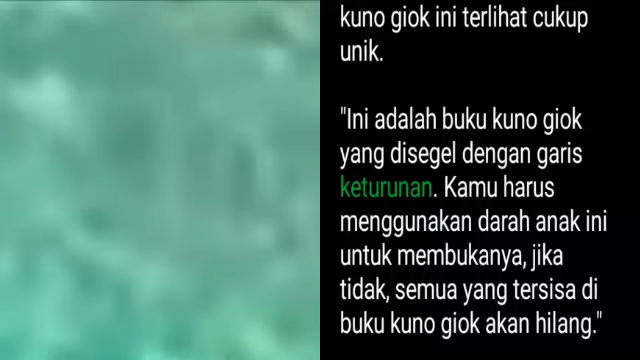 kuno giok ini terlihat cukup
unik.
"Ini adalah buku kuno giok
yang disegel dengan garis
keturunan. Kamu harus
menggunakan darah anak ini
untuk membukanya, jika
tidak, semua yang tersisa di
buku kuno giok akan hilang."